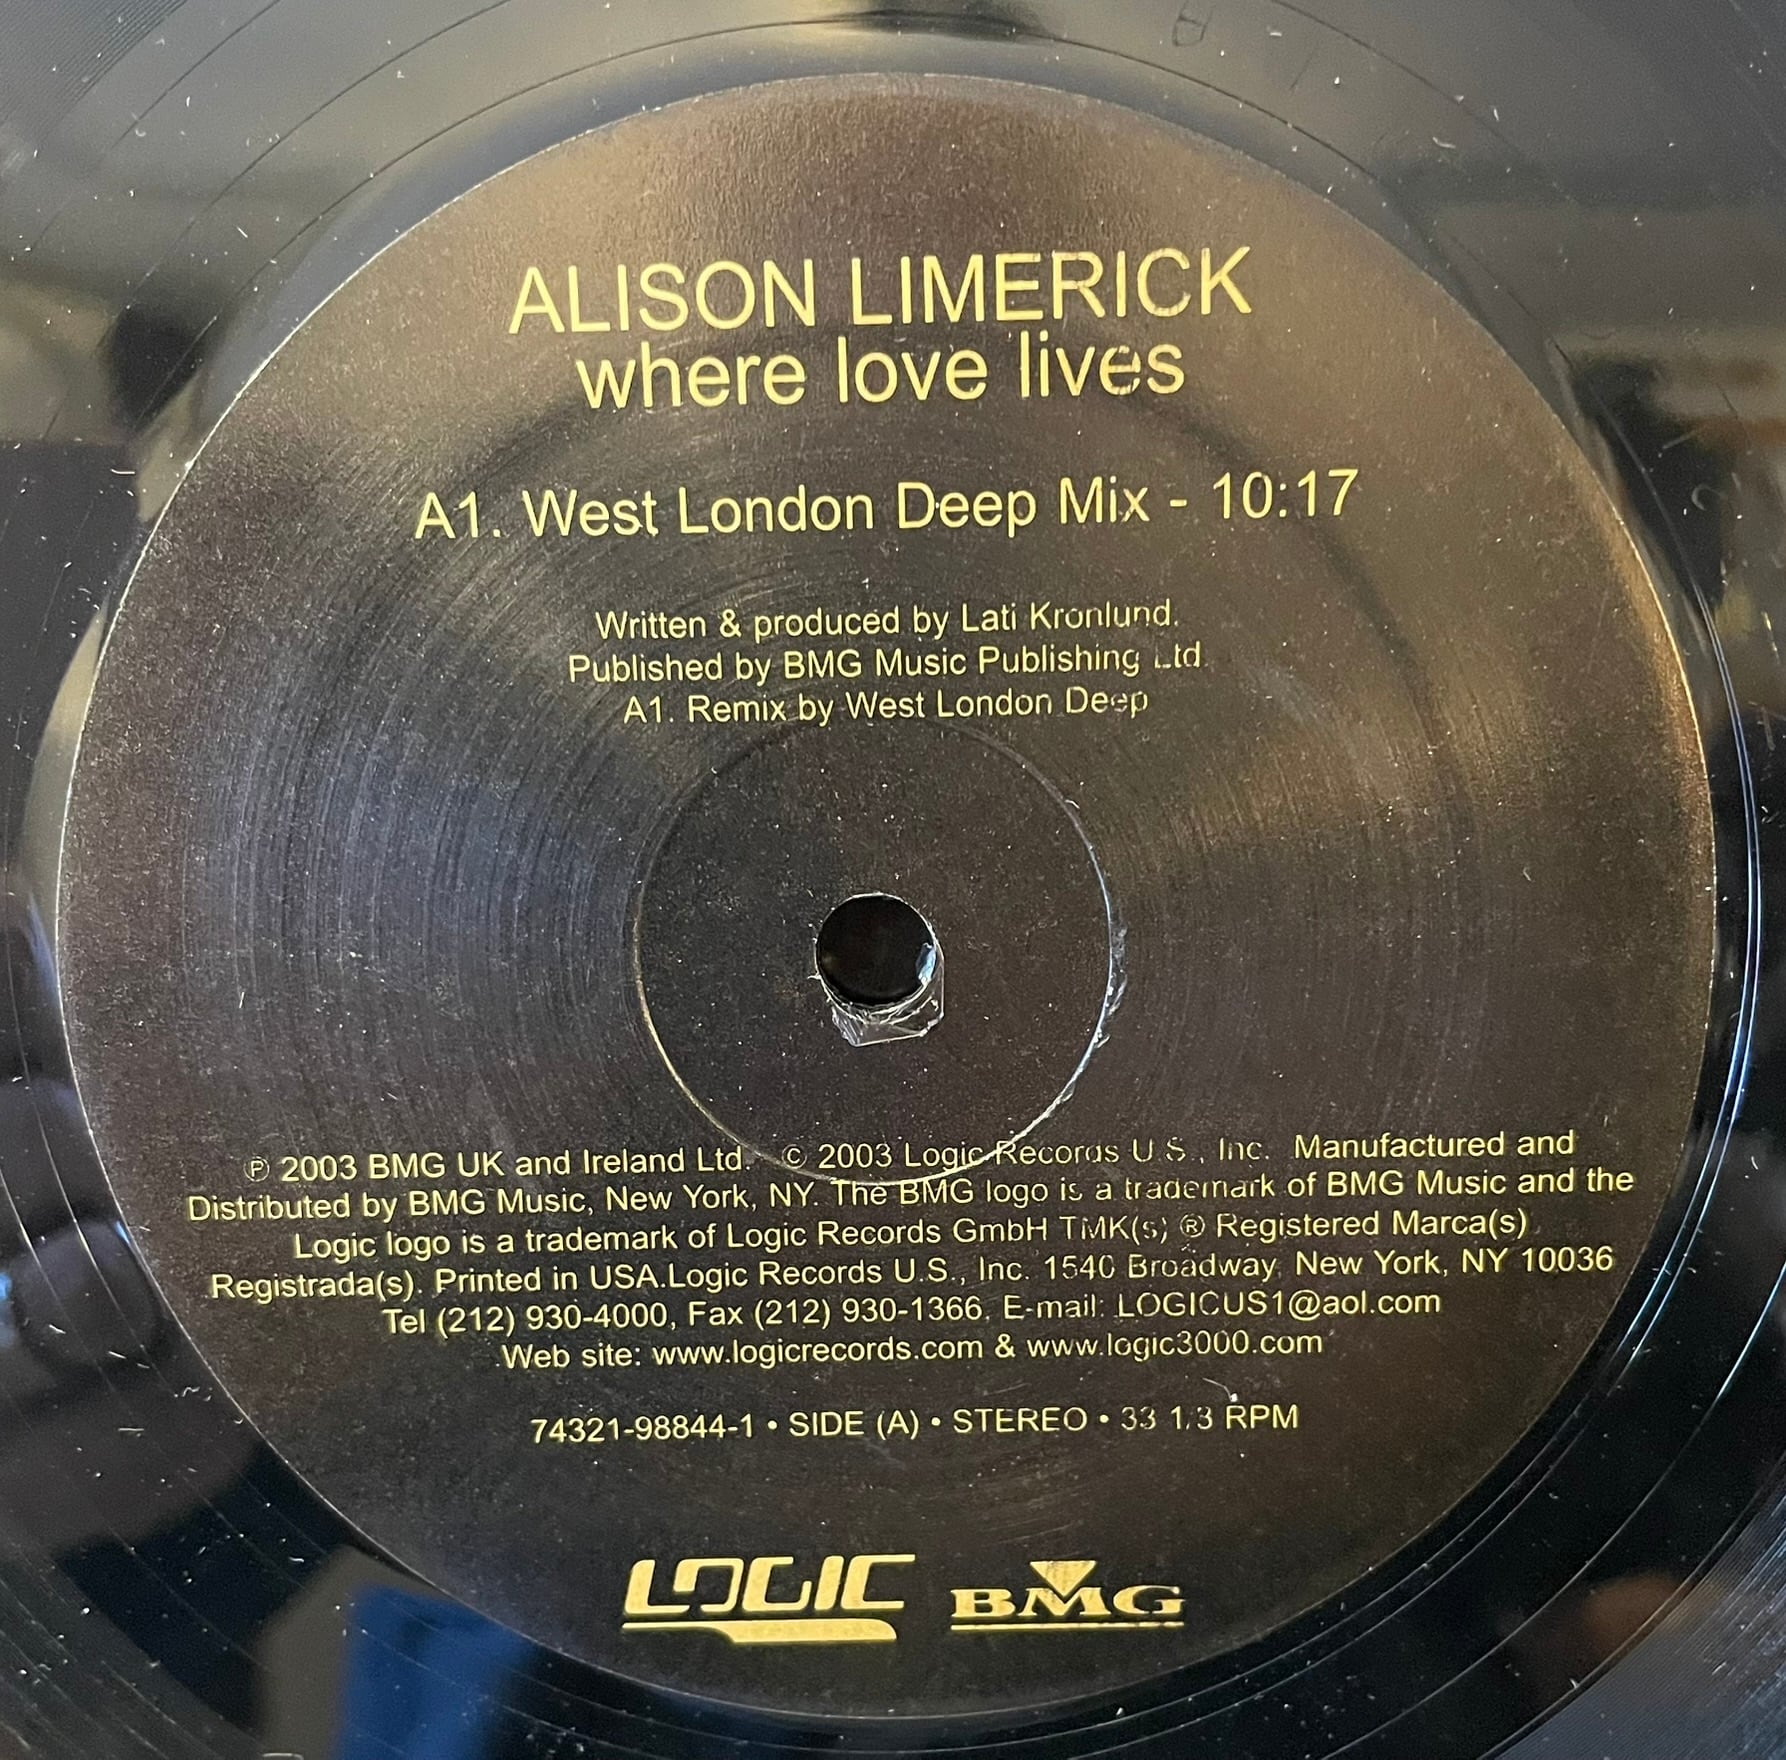 ALISON LIMERICK
where love lives
A1. West London Deep Mix - 10:17
Written & produced by Lati Kronlund.
Published by BMG Music Publishing Ltd.
A1. Remix by West London Deep
℗ 2003 BMG UK and Ireland Ltd. © 2003 Logic Records U.S., Inc. Manufactured and
Distributed by BMG Music, New York, NY. The BMG logo is a trademark of BMG Music and the
Logic logo is a trademark of Logic Records GmbH TMK(s) ® Registered Marca(s)
Registrada(s). Printed in USA.Logic Records U.S., Inc. 1540 Broadway, New York, NY 10036
Tel (212) 930-4000, Fax (212) 930-1366, E-mail: LOGICUS1@aol.com
Web site: www.logicrecords.com & www.logic3000.com
74321-98844-1 • SIDE (A) • STEREO • 33 1/3 RPM
LOGIC BMG